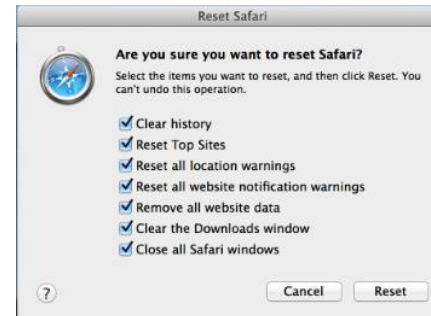 Reset Safari
Are you sure you want to reset Safari?
Select the items you want to reset, and then click Reset. You
can't undo this operation.
Clear history
Reset Top Sites
Reset all location warnings
Reset all website notification warnings
Remove all website data
Clear the Downloads window
Close all Safari windows
?
Cancel
Reset